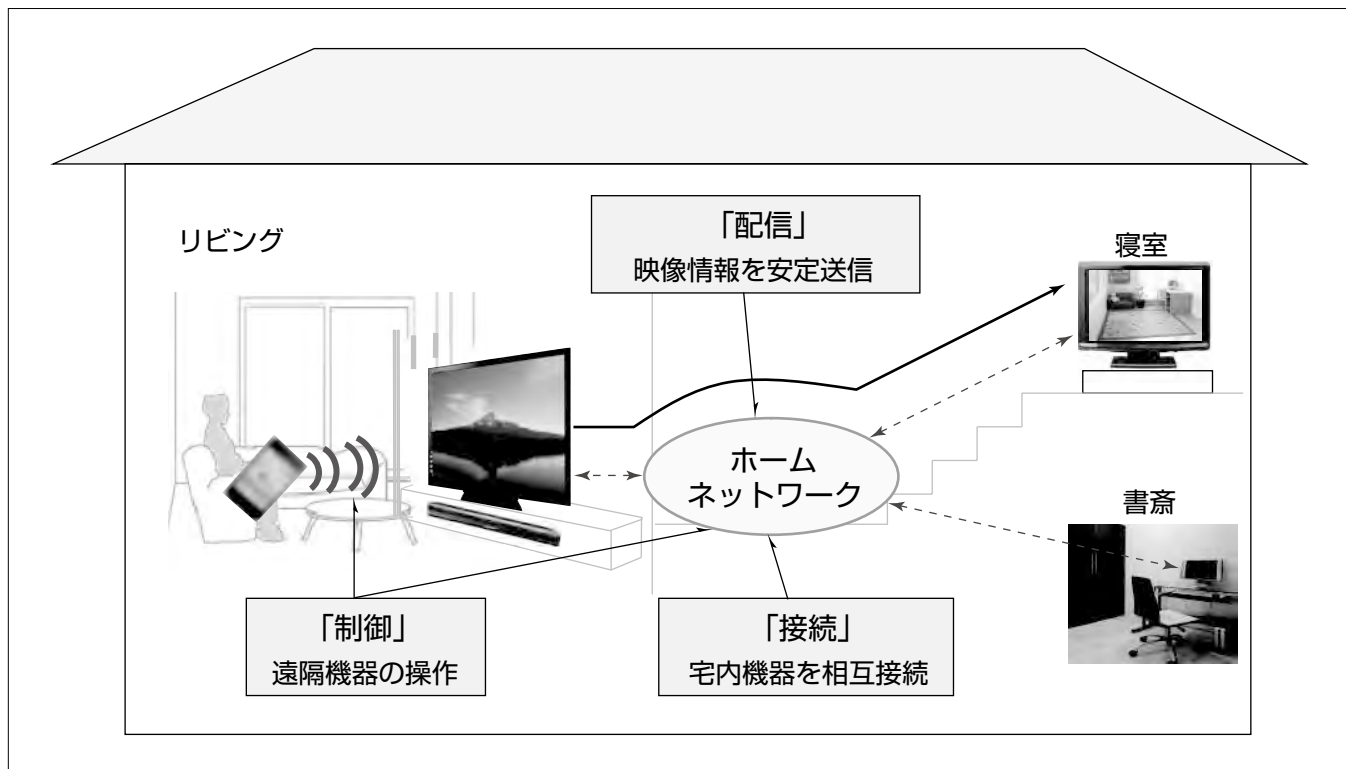 リビング
「配信」
映像情報を安定送信
寝室
ホーム
ネットワーク
書斎
「制御」
遠隔機器の操作
「接続」
宅内機器を相互接続